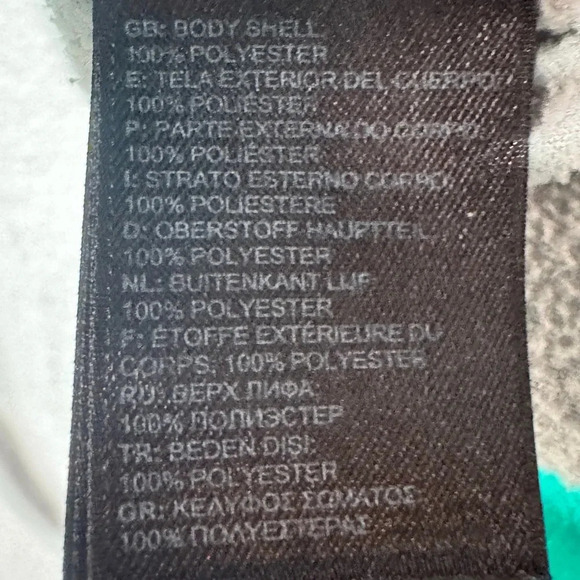 GB: BODY SHELL:
100% POLYESTER
E: TELA EXTERIOR DEL CUERPO:
100% POLIÉSTER
P: PARTE EXTERNA DO CORPO:
100% POLIÉSTER
I: STRATO ESTERNO CORPO:
100% POLIESTERE
D: OBERSTOFF HAUPTTEIL:
100% POLYESTER
NL: BUITENKANT LIJF:
100% POLYESTER
F: ÉTOFFE EXTÉRIEURE DU
CORPS: 100% POLYESTER
RU: ВЕРХ ЛИФА:
100% ПОЛИЭСТЕР
TR: BEDEN DIŞI:
100% POLYESTER
GR: ΚΕΛΥΦΟΣ ΣΩΜΑΤΟΣ:
100% ΠΟΛΥΕΣΤΕΡΑΣ